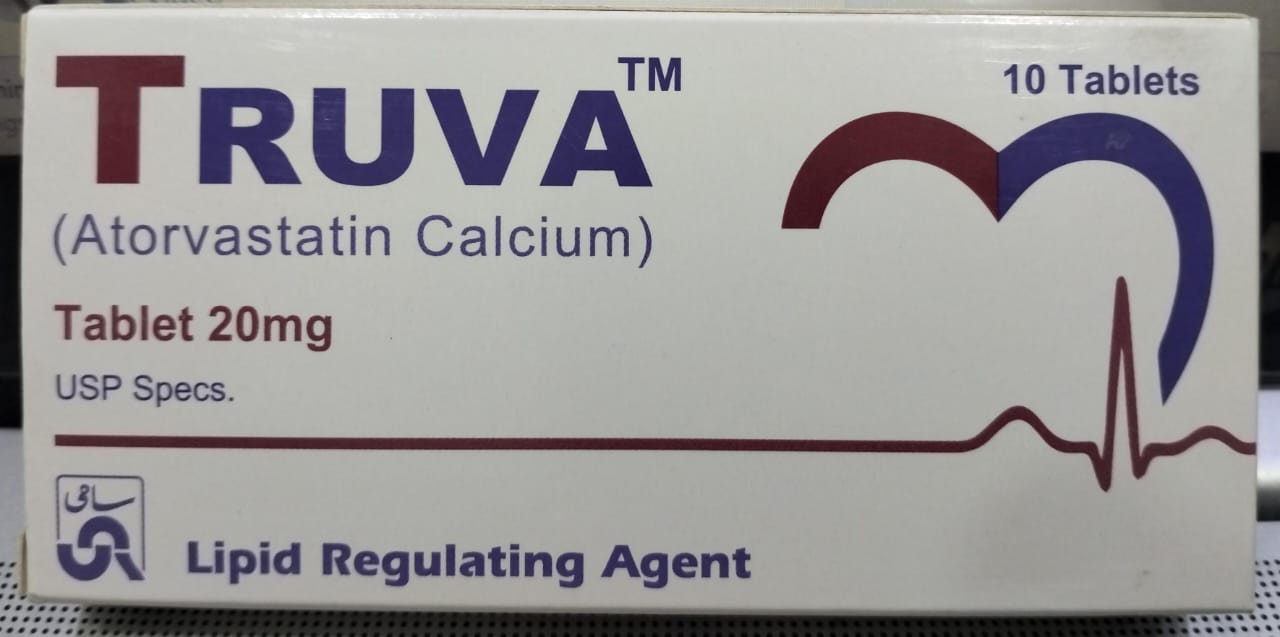 TRUVA™
10 Tablets
(Atorvastatin Calcium)
Tablet 20mg
USP Specs.
سامی
Lipid Regulating Agent